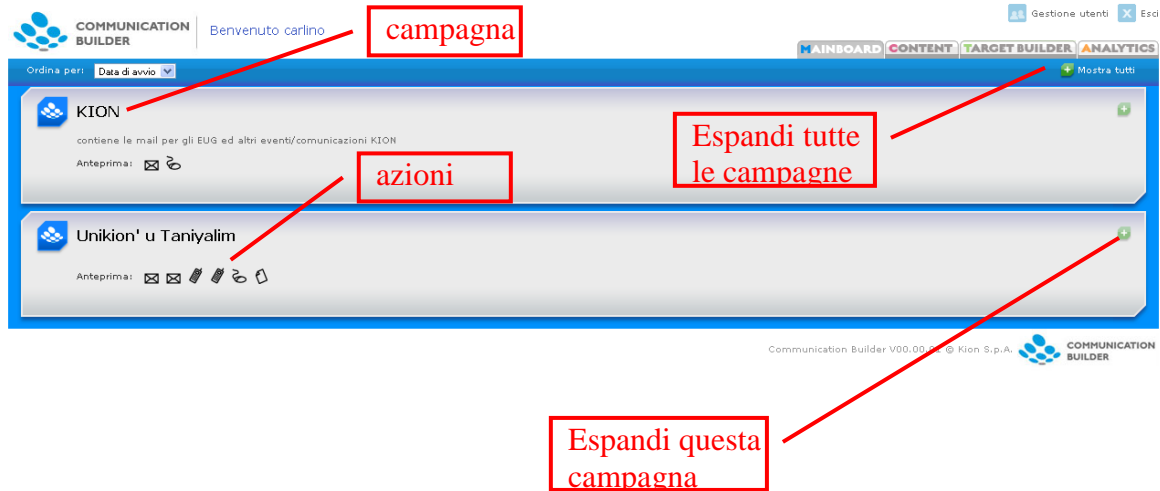 COMMUNICATION
BUILDER
Benvenuto carlino
campagna
Gestione utenti
X Esci
MAINBOARD CONTENT TARGET BUILDER ANALYTICS
Ordina per: Data di avvio
Mostra tutti
KION
contiene le mail per gli EUG ed altri eventi/comunicazioni KION
Anteprima:
Espandi tutte
le campagne
azioni
Unikion' u Taniyalim
Anteprima:
Communication Builder V00.00. © Kion S.p.A.
COMMUNICATION
BUILDER
Espandi questa
campagna